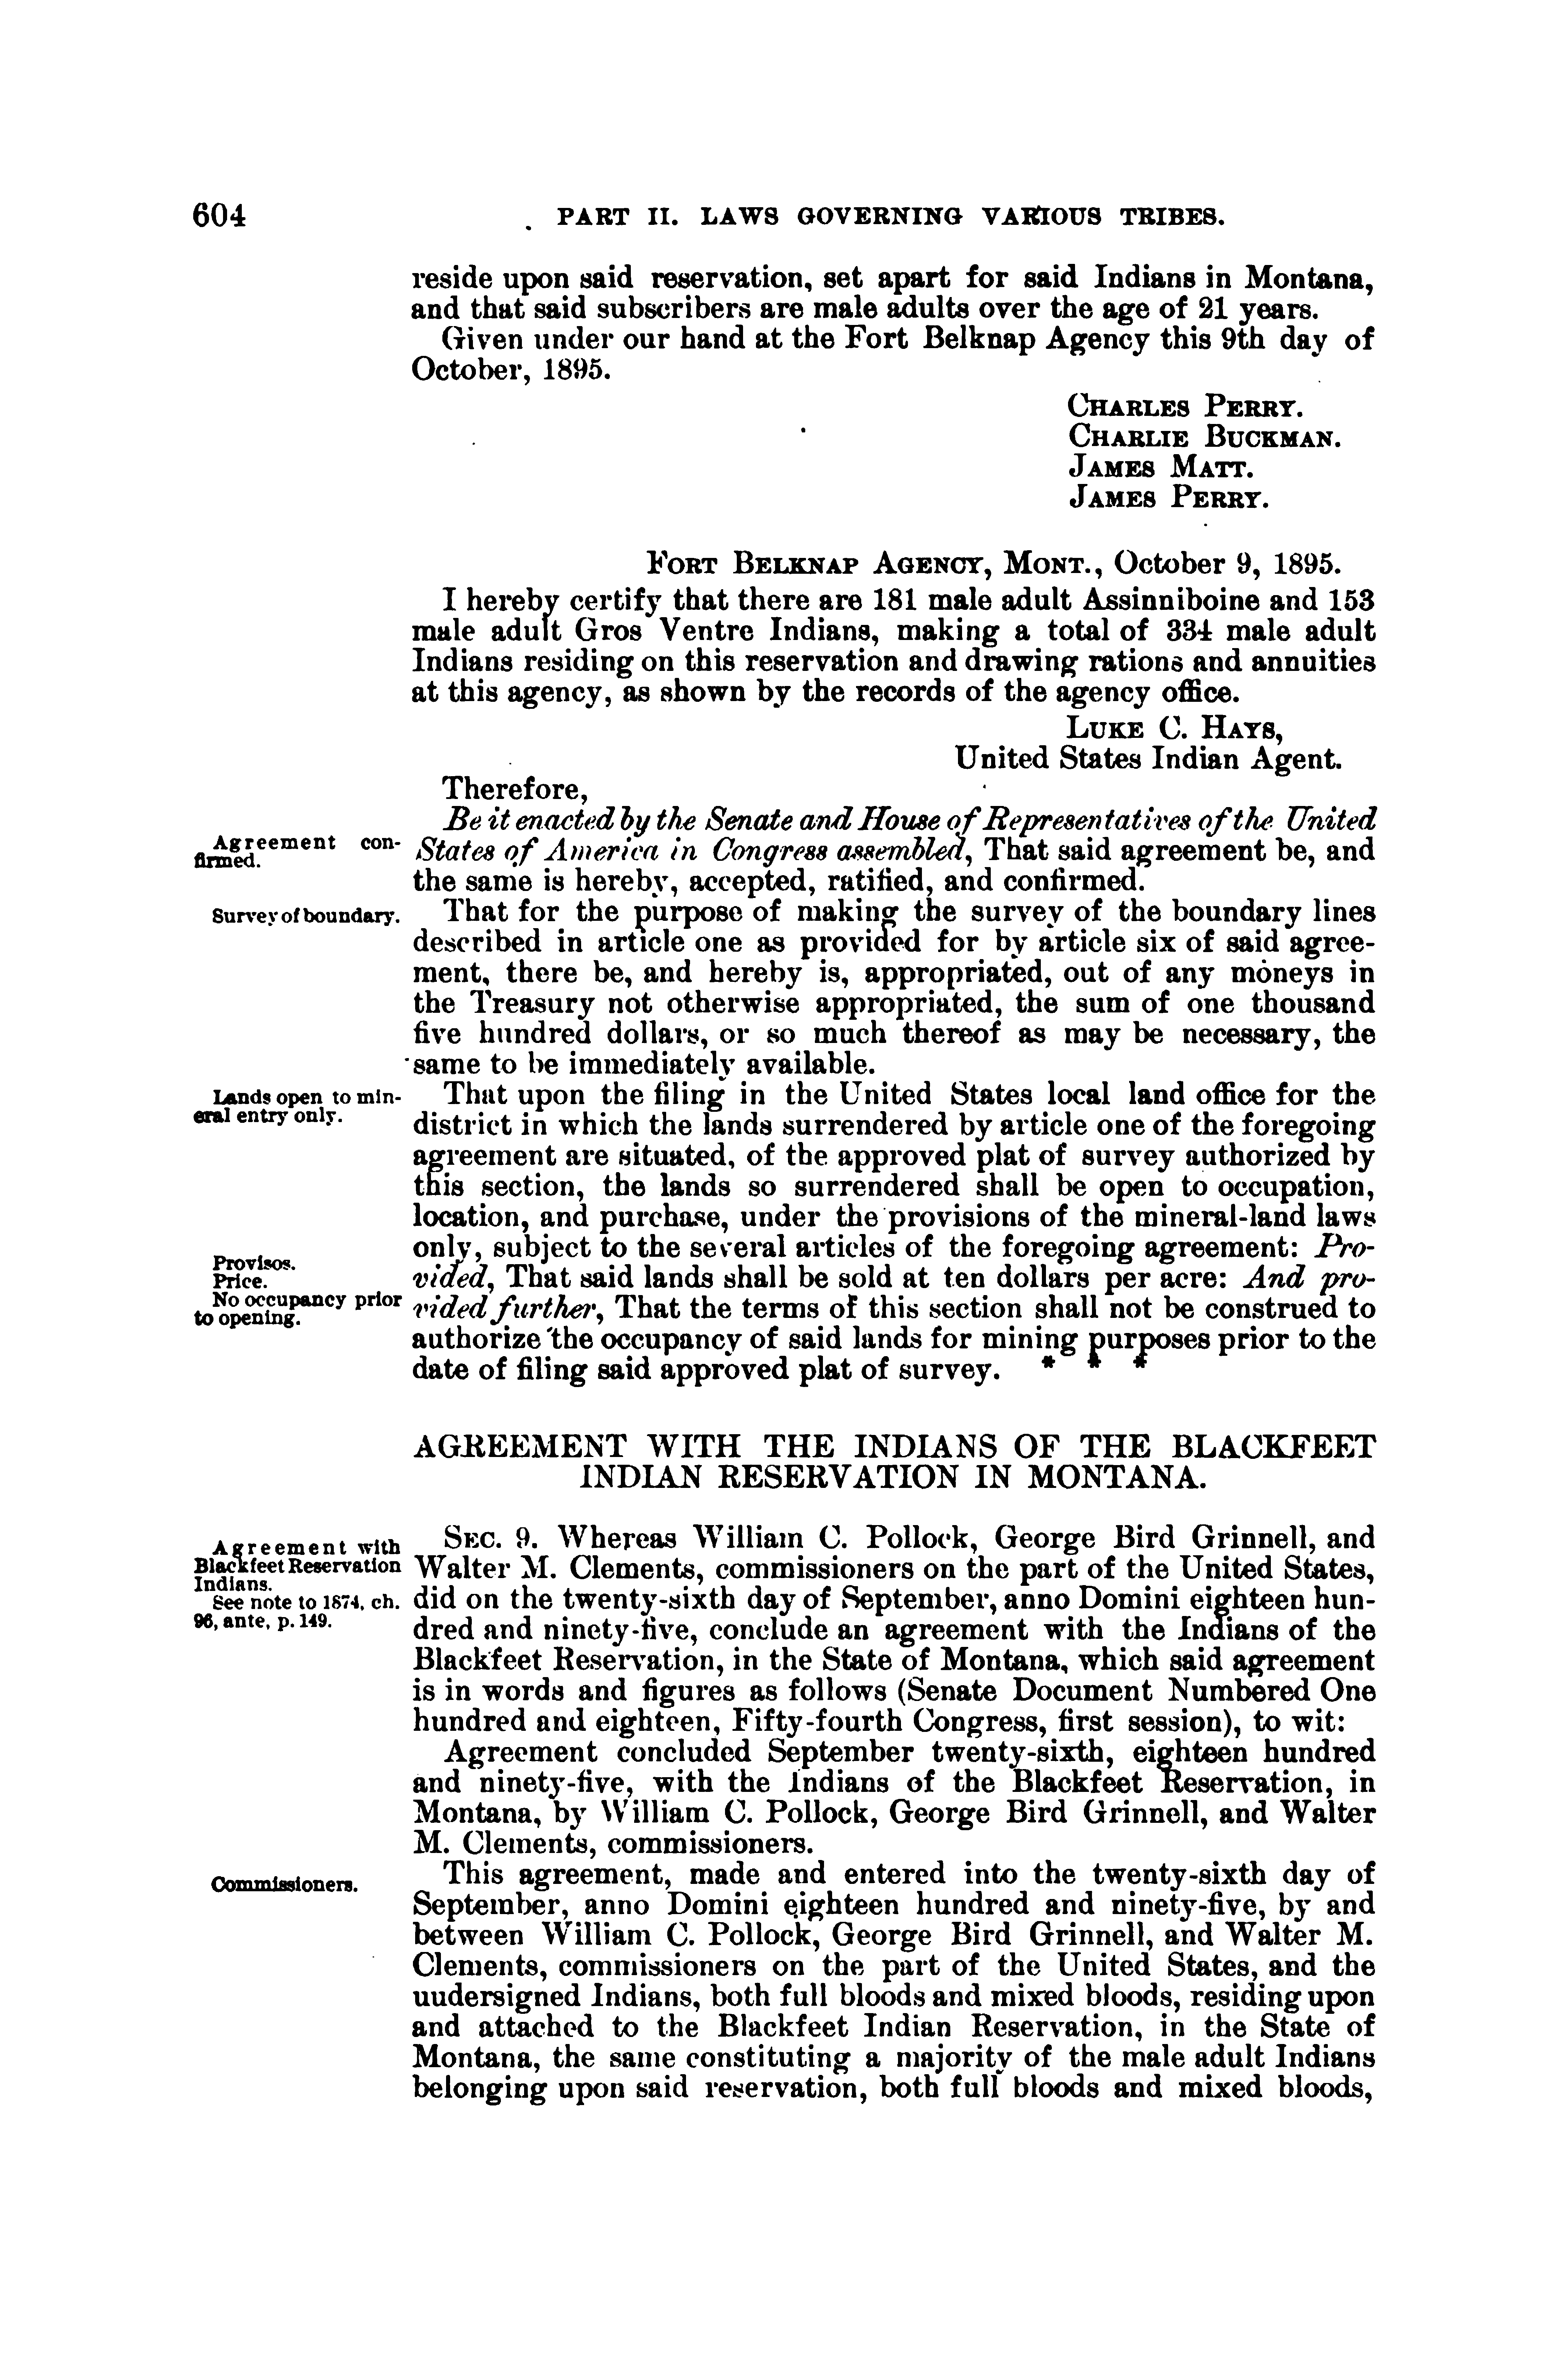 604
PART II. LAWS GOVERNING VARIOUS TRIBES.
reside upon said reservation, set apart for said Indians in Montana,
and that said subscribers are male adults over the age of 21 years.
Given under our hand at the Fort Belknap Agency this 9th day of
October, 1895.
CHARLES PERRY.
CHARLIE BUCKMAN.
JAMES MATT.
JAMES PERRY.
FORT BELKNAP AGENCY, MONT., October 9, 1895.
I hereby certify that there are 181 male adult Assinniboine and 153
male adult Gros Ventre Indians, making a total of 334 male adult
Indians residing on this reservation and drawing rations and annuities
at this agency, as shown by the records of the agency office.
LUKE C. HAYS,
United States Indian Agent.
Therefore,
Be it enacted by the Senate and House of Representatives of the United
Agreement con-
firmed.
States of America in Congress assembled, That said agreement be, and
the same is hereby, accepted, ratified, and confirmed.
Survey of boundary.
That for the purpose of making the survey of the boundary lines
described in article one as provided for by article six of said agree-
ment, there be, and hereby is, appropriated, out of any moneys in
the Treasury not otherwise appropriated, the sum of one thousand
five hundred dollars, or so much thereof as may be necessary, the
same to be immediately available.
Lands open to min-
eral entry only.
That upon the filing in the United States local land office for the
district in which the lands surrendered by article one of the foregoing
agreement are situated, of the approved plat of survey authorized by
this section, the lands so surrendered shall be open to occupation,
location, and purchase, under the provisions of the mineral-land laws
only, subject to the several articles of the foregoing agreement: Pro-
Provisos.
Price.
vided, That said lands shall be sold at ten dollars per acre: And pro-
No occupancy prior
to opening.
vided further, That the terms of this section shall not be construed to
authorize the occupancy of said lands for mining purposes prior to the
date of filing said approved plat of survey. * * *
AGREEMENT WITH THE INDIANS OF THE BLACKFEET
INDIAN RESERVATION IN MONTANA.
Agreement with
Blackfeet Reservation
Indians.
See note to 1874, ch.
96, ante, p. 149.
SEC. 9. Whereas William C. Pollock, George Bird Grinnell, and
Walter M. Clements, commissioners on the part of the United States,
did on the twenty-sixth day of September, anno Domini eighteen hun-
dred and ninety-five, conclude an agreement with the Indians of the
Blackfeet Reservation, in the State of Montana, which said agreement
is in words and figures as follows (Senate Document Numbered One
hundred and eighteen, Fifty-fourth Congress, first session), to wit:
Agreement concluded September twenty-sixth, eighteen hundred
and ninety-five, with the Indians of the Blackfeet Reservation, in
Montana, by William C. Pollock, George Bird Grinnell, and Walter
M. Clements, commissioners.
Commissioners.
This agreement, made and entered into the twenty-sixth day of
September, anno Domini eighteen hundred and ninety-five, by and
between William C. Pollock, George Bird Grinnell, and Walter M.
Clements, commissioners on the part of the United States, and the
uudersigned Indians, both full bloods and mixed bloods, residing upon
and attached to the Blackfeet Indian Reservation, in the State of
Montana, the same constituting a majority of the male adult Indians
belonging upon said reservation, both full bloods and mixed bloods,